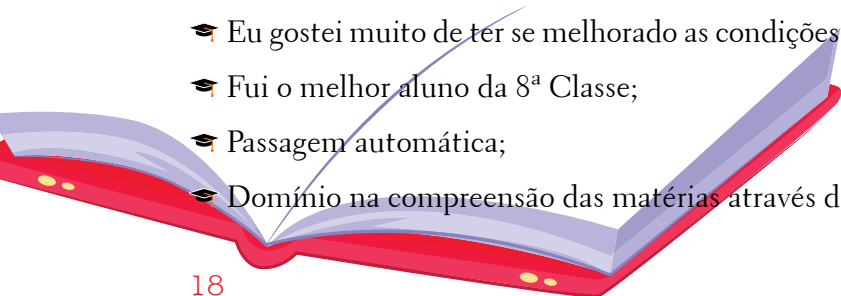 Eu gostei muito de ter se melhorado as condições
Fui o melhor aluno da 8ª Classe;
Passagem automática;
Domínio na compreensão das matérias através d
18